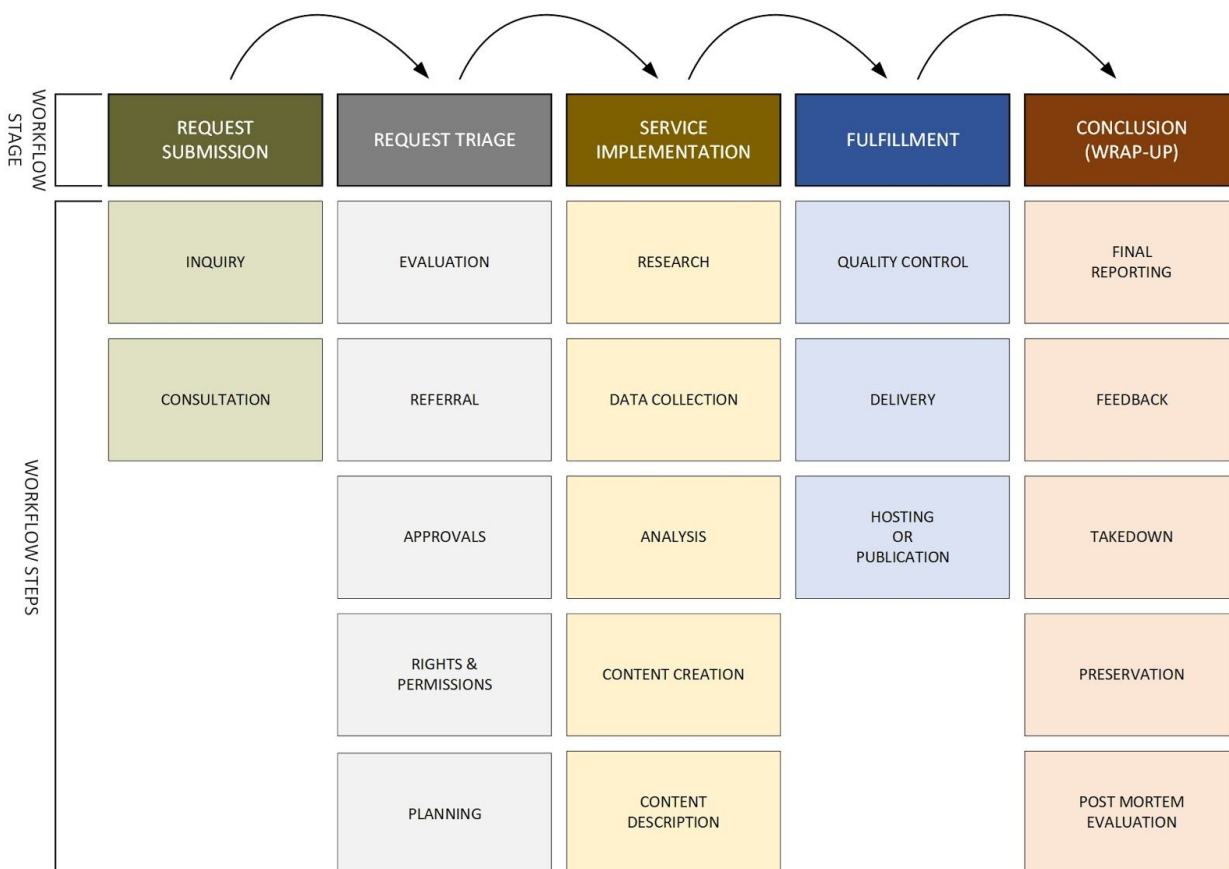 WORKFLOW
STAGE
REQUEST
SUBMISSION
REQUEST TRIAGE
SERVICE
IMPLEMENTATION
FULFILLMENT
CONCLUSION
(WRAP-UP)
WORKFLOW STEPS
INQUIRY
EVALUATION
RESEARCH
QUALITY CONTROL
FINAL
REPORTING
CONSULTATION
REFERRAL
DATA COLLECTION
DELIVERY
FEEDBACK
APPROVALS
ANALYSIS
HOSTING
OR
PUBLICATION
TAKEDOWN
RIGHTS &
PERMISSIONS
CONTENT CREATION
PRESERVATION
PLANNING
CONTENT
DESCRIPTION
POST MORTEM
EVALUATION